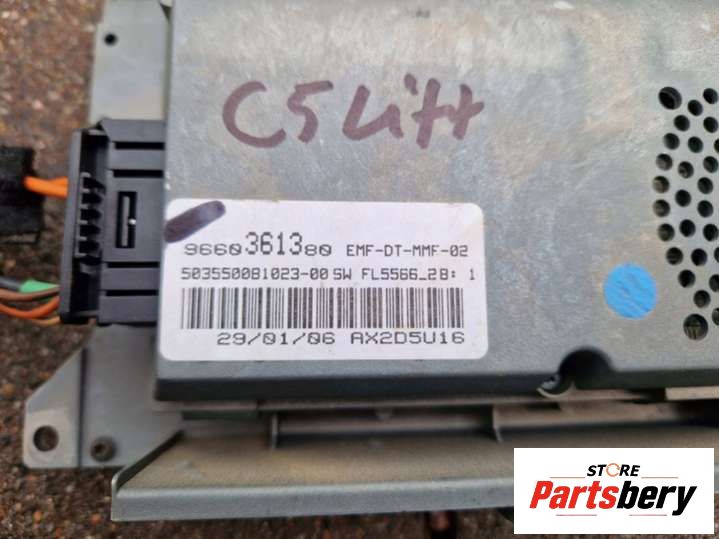 C5 Lift
9660361380 EMF-DT-MMF-02
503550081023-00 SW FL5566_28: 1
29/01/06 AX2D5U16
STORE
Partsbery